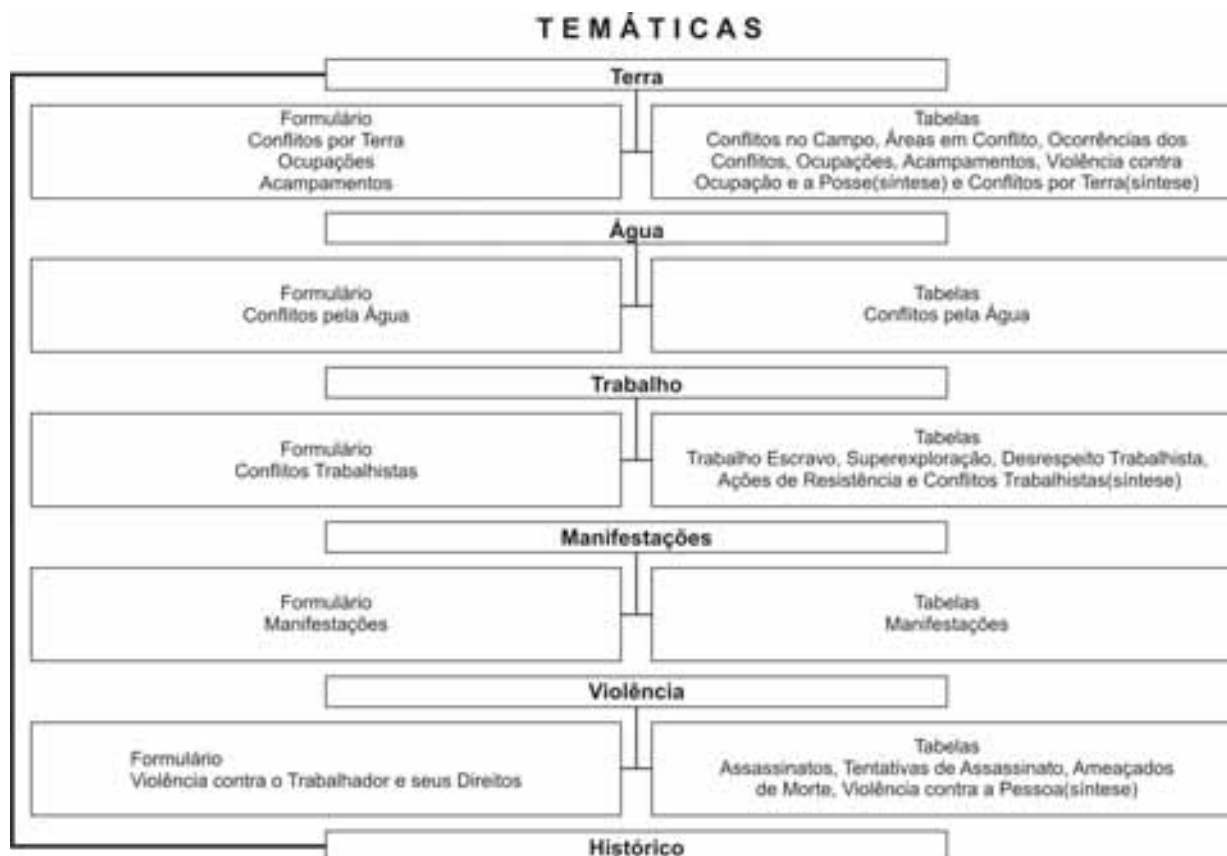 TEMÁTICAS
Terra
Formulário
Conflitos por Terra
Ocupações
Acampamentos
Tabelas
Conflitos no Campo, Áreas em Conflito, Ocorrências dos
Conflitos, Ocupações, Acampamentos, Violência contra
Ocupação e a Posse(síntese) e Conflitos por Terra(síntese)
Água
Formulário
Conflitos pela Água
Tabelas
Conflitos pela Água
Trabalho
Formulário
Conflitos Trabalhistas
Tabelas
Trabalho Escravo, Superexploração, Desrespeito Trabalhista,
Ações de Resistência e Conflitos Trabalhistas(síntese)
Manifestações
Formulário
Manifestações
Tabelas
Manifestações
Violência
Formulário
Violência contra o Trabalhador e seus Direitos
Tabelas
Assassinatos, Tentativas de Assassinato, Ameaçados
de Morte, Violência contra a Pessoa(síntese)
Histórico